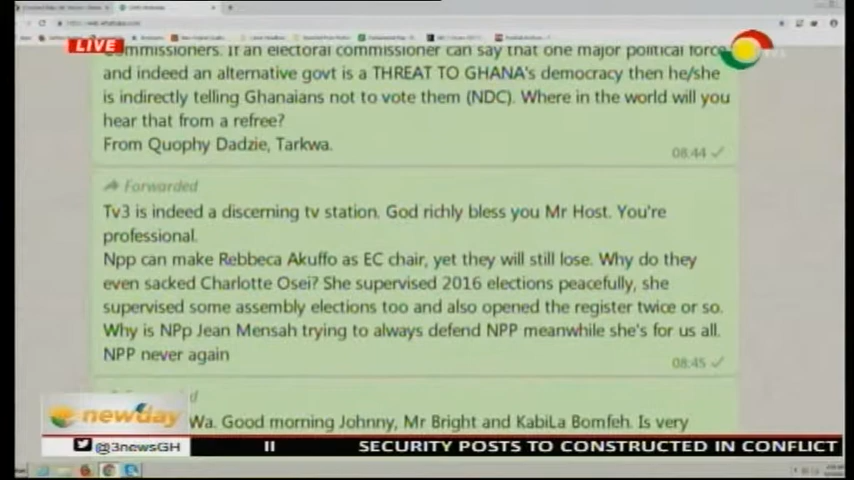 LIVE
Commissioners. If an electoral commissioner can say that one major political force
and indeed an alternative govt is a THREAT TO GHANA's democracy then he/she
is indirectly telling Ghanaians not to vote them (NDC). Where in the world will you
hear that from a refree?
From Quophy Dadzie, Tarkwa.
08:44
Forwarded
Tv3 is indeed a discerning tv station. God richly bless you Mr Host. You're
professional.
Npp can make Rebbeca Akuffo as EC chair, yet they will still lose. Why do they
even sacked Charlotte Osei? She supervised 2016 elections peacefully, she
supervised some assembly elections too and also opened the register twice or so.
Why is NPp Jean Mensah trying to always defend NPP meanwhile she's for us all.
NPP never again
08:45
Wa. Good morning Johnny, Mr Bright and KabiLa Bomfeh. Is very
newday
@3newsGH
SECURITY POSTS TO CONSTRUCTED IN CONFLICT